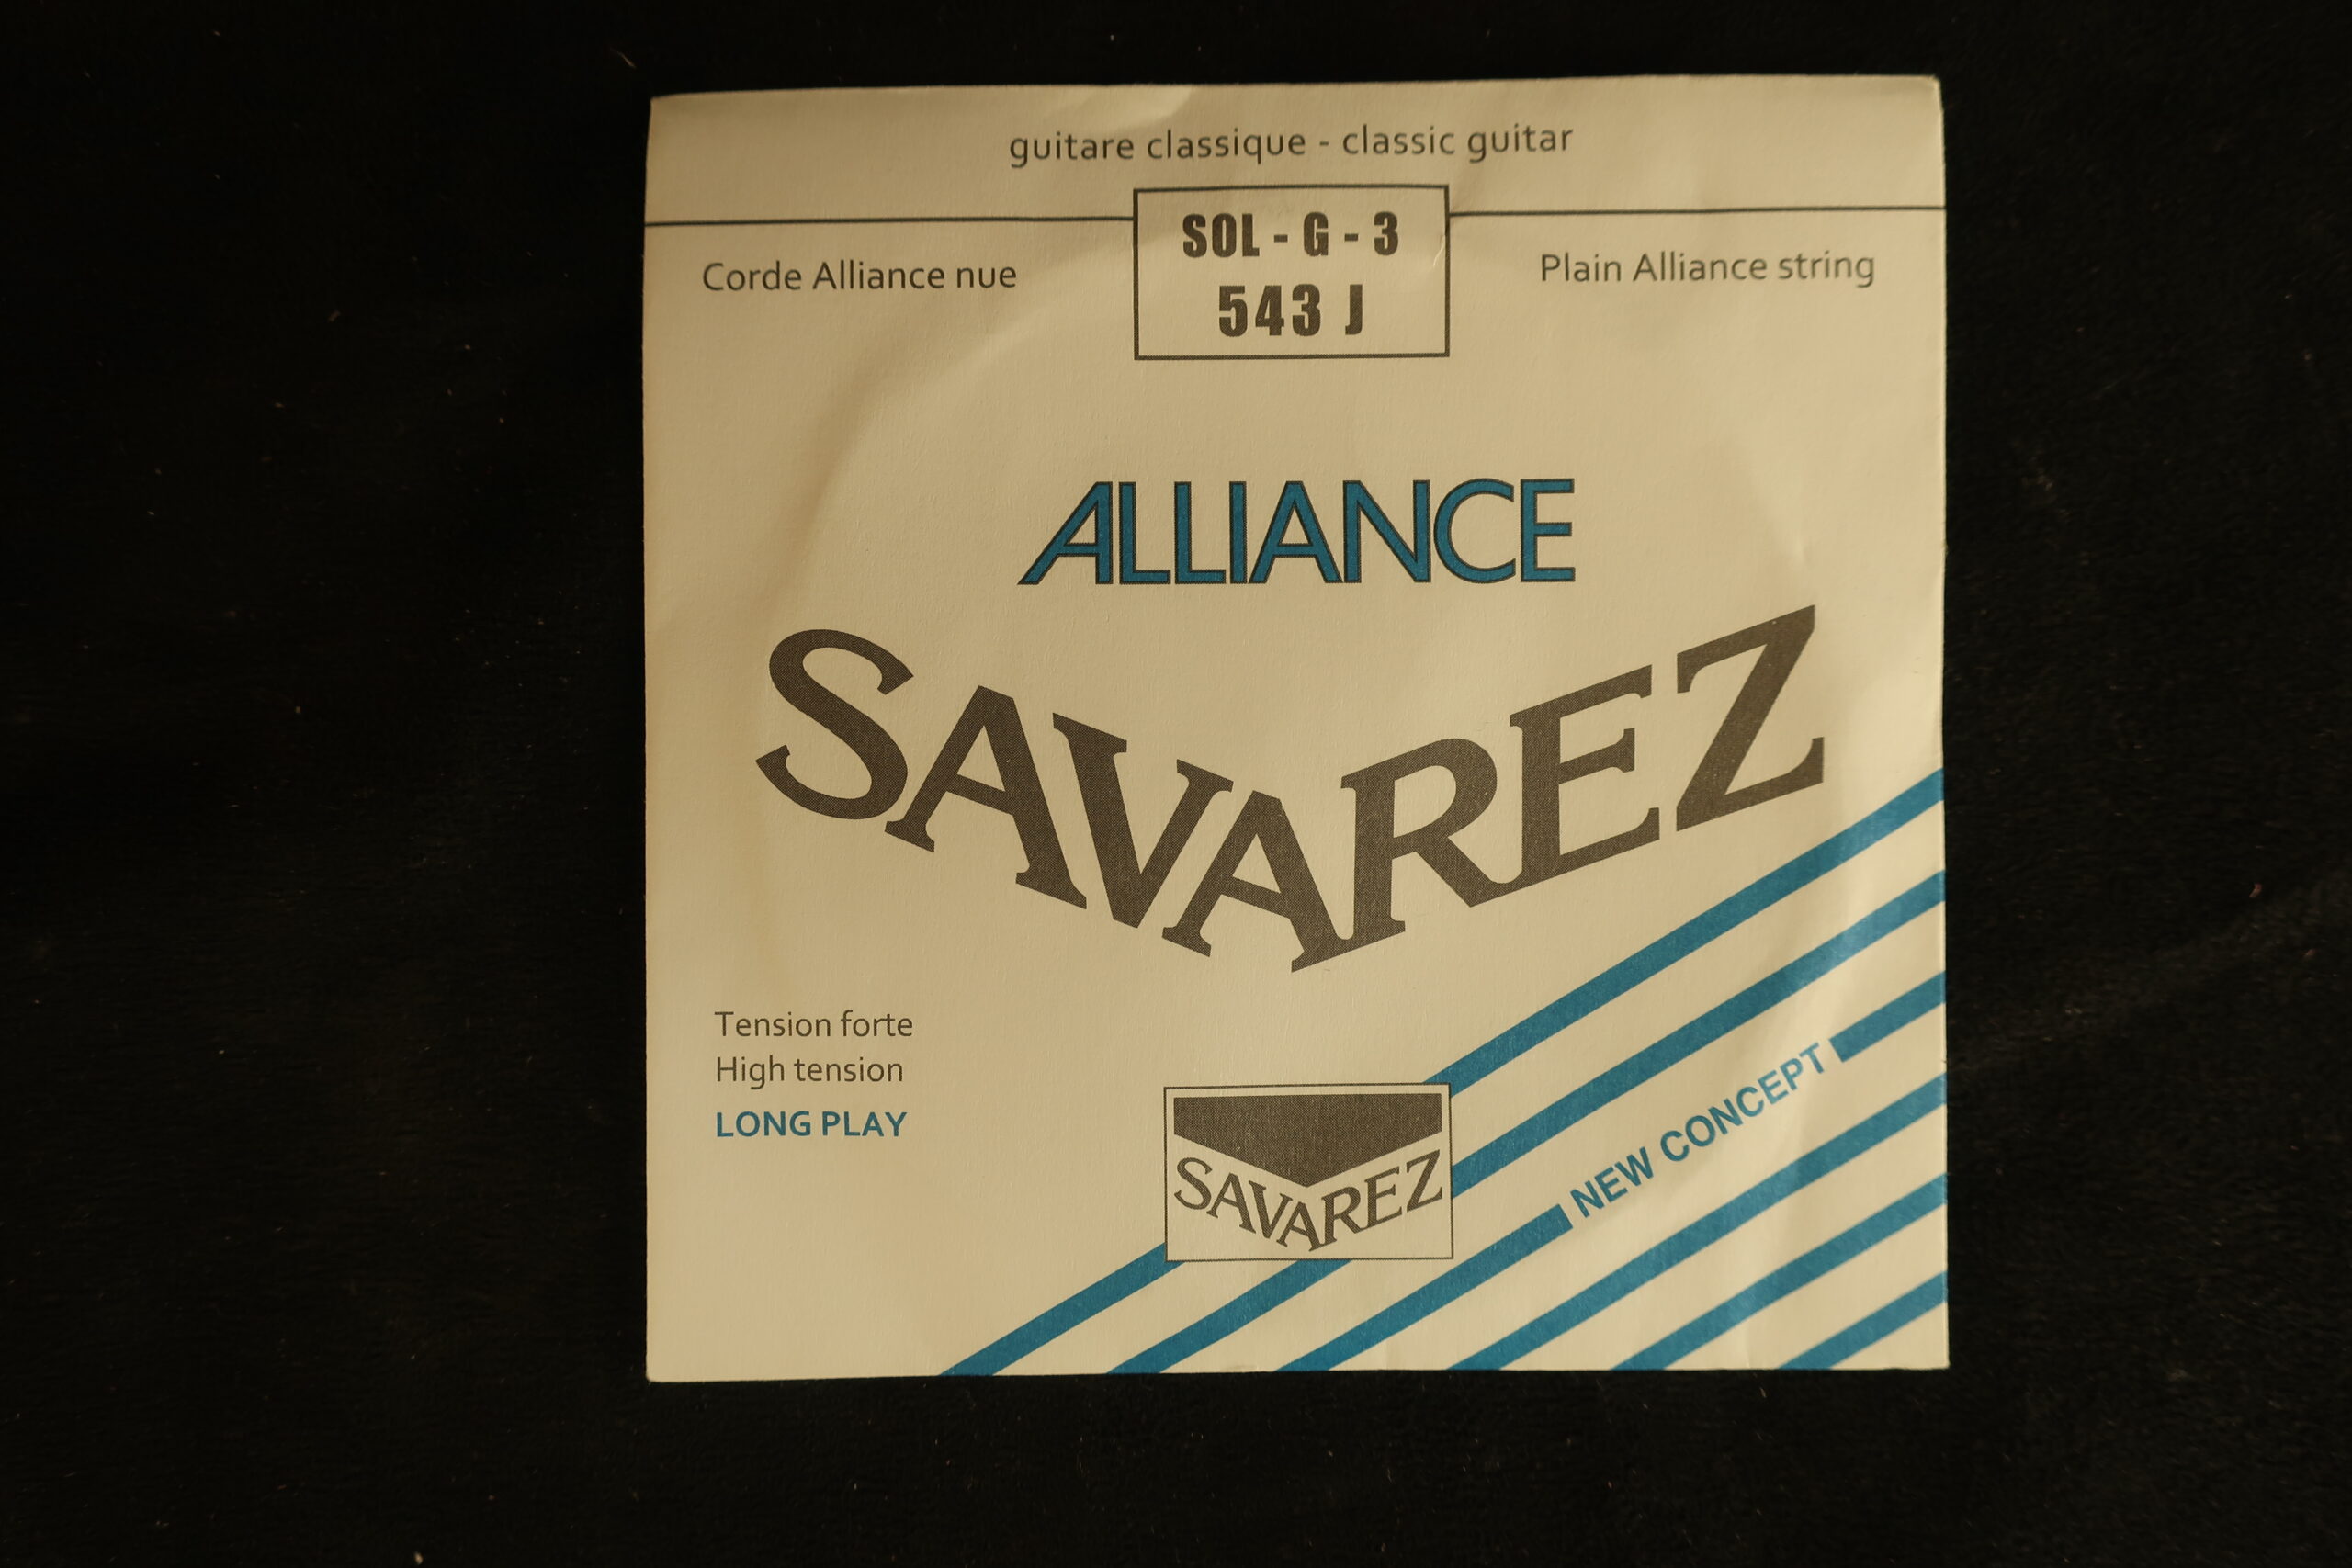 guitare classique - classic guitar
SOL - G - 3
543 J
Corde Alliance nue
Plain Alliance string
ALLIANCE
SAVAREZ
Tension forte
High tension
LONG PLAY
SAVAREZ
NEW CONCEPT